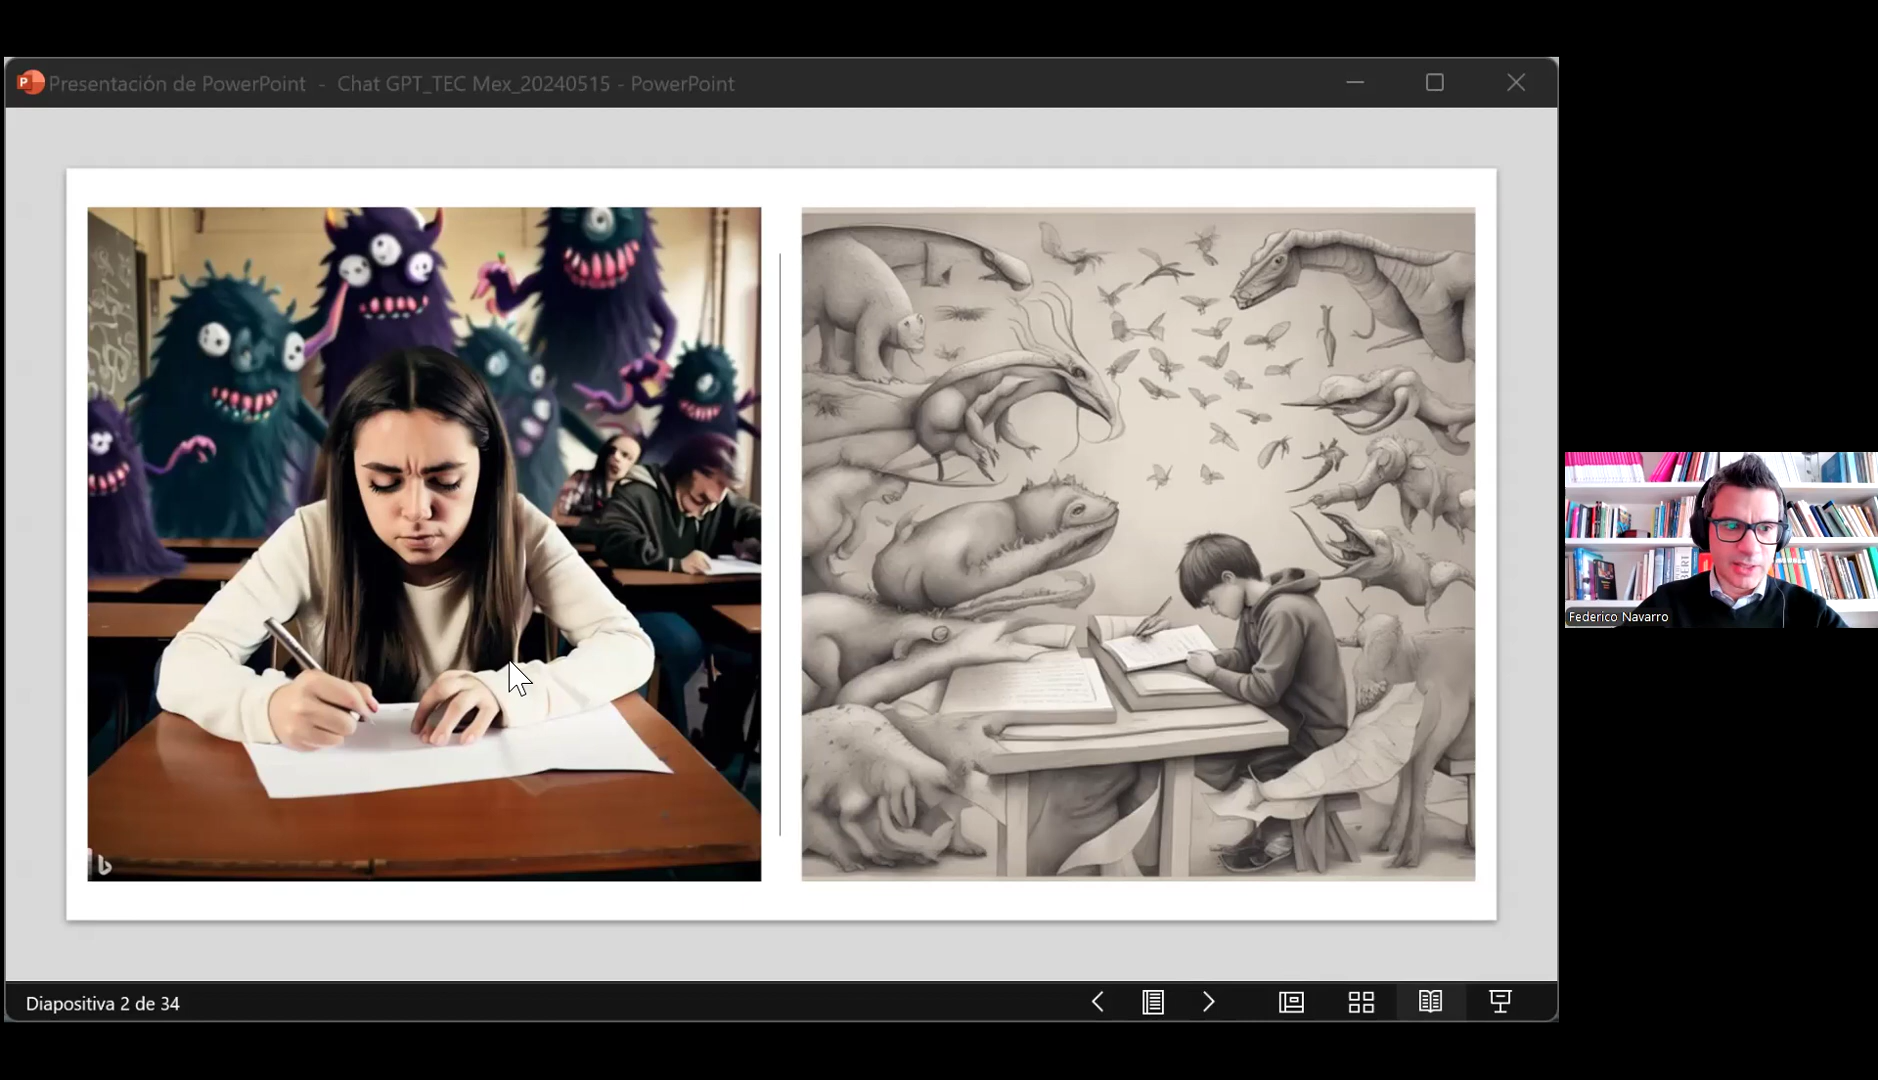 Presentación de PowerPoint - Chat GPT_TEC Mex_20240515 - PowerPoint
Federico Navarro
Diapositiva 2 de 34